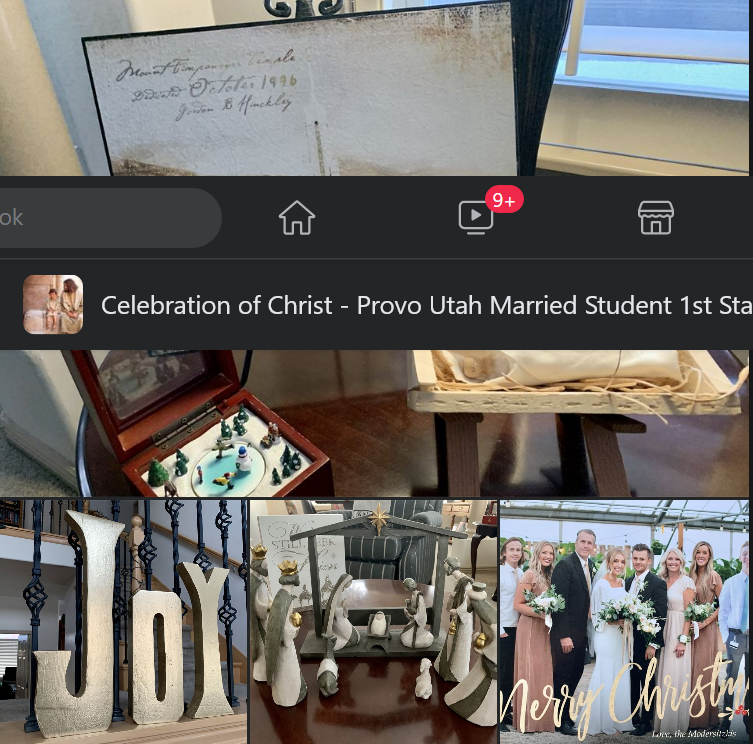 Mount Timpanogos Temple
Dedicated October 1996
Gordon B Hinckley
ok
9+
Celebration of Christ - Provo Utah Married Student 1st Sta
JOY
STILL
Merry Christm
Love, the Modersitzkis